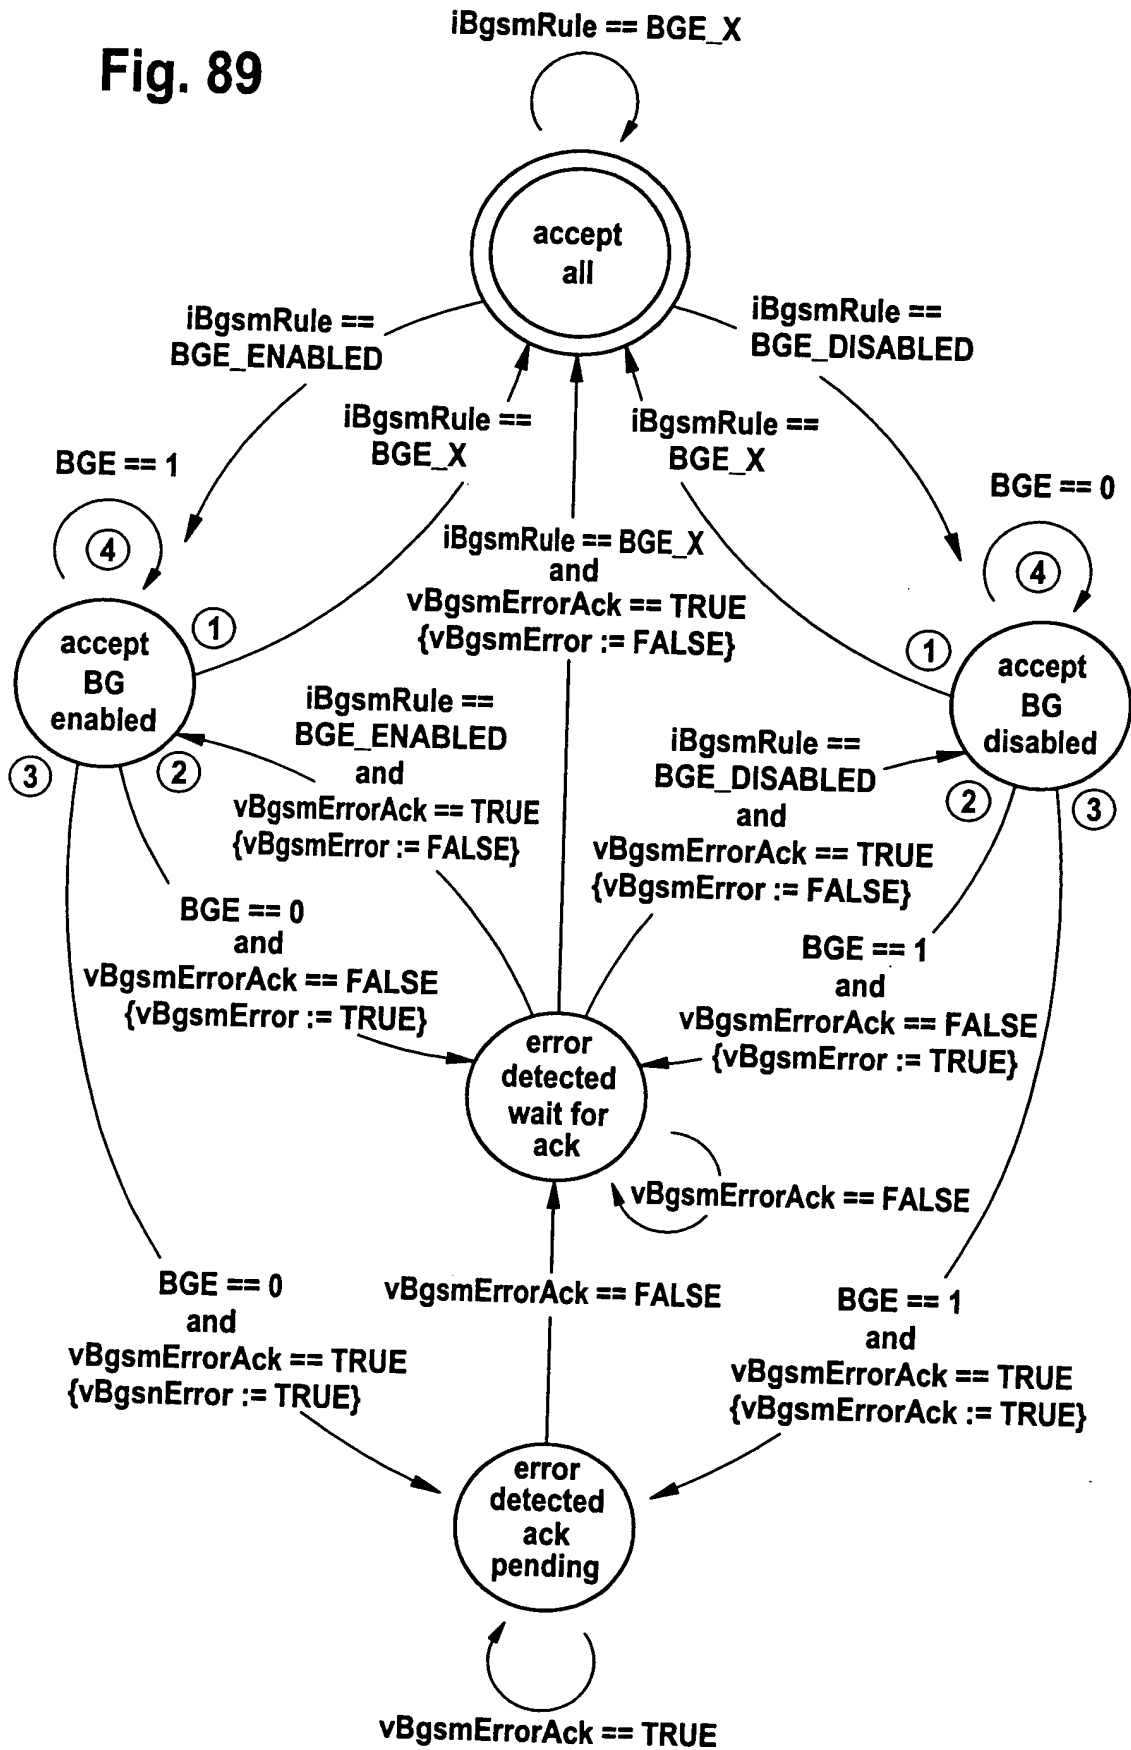 Fig. 89
iBgsmRule == BGE_X
accept
all
iBgsmRule ==
BGE_ENABLED
iBgsmRule ==
BGE_DISABLED
iBgsmRule ==
BGE_X
iBgsmRule ==
BGE_X
BGE == 1
4
BGE == 0
4
iBgsmRule == BGE_X
and
vBgsmErrorAck == TRUE
{vBgsmError := FALSE}
1
accept
BG
enabled
3
2
1
accept
BG
disabled
2
3
iBgsmRule ==
BGE_ENABLED
and
vBgsmErrorAck == TRUE
{vBgsmError := FALSE}
iBgsmRule ==
BGE_DISABLED
and
vBgsmErrorAck == TRUE
{vBgsmError := FALSE}
BGE == 0
and
vBgsmErrorAck == FALSE
{vBgsmError := TRUE}
BGE == 1
and
vBgsmErrorAck == FALSE
{vBgsmError := TRUE}
error
detected
wait for
ack
vBgsmErrorAck == FALSE
vBgsmErrorAck == FALSE
BGE == 0
and
vBgsmErrorAck == TRUE
{vBgsnError := TRUE}
BGE == 1
and
vBgsmErrorAck == TRUE
{vBgsmErrorAck := TRUE}
error
detected
ack
pending
vBgsmErrorAck == TRUE